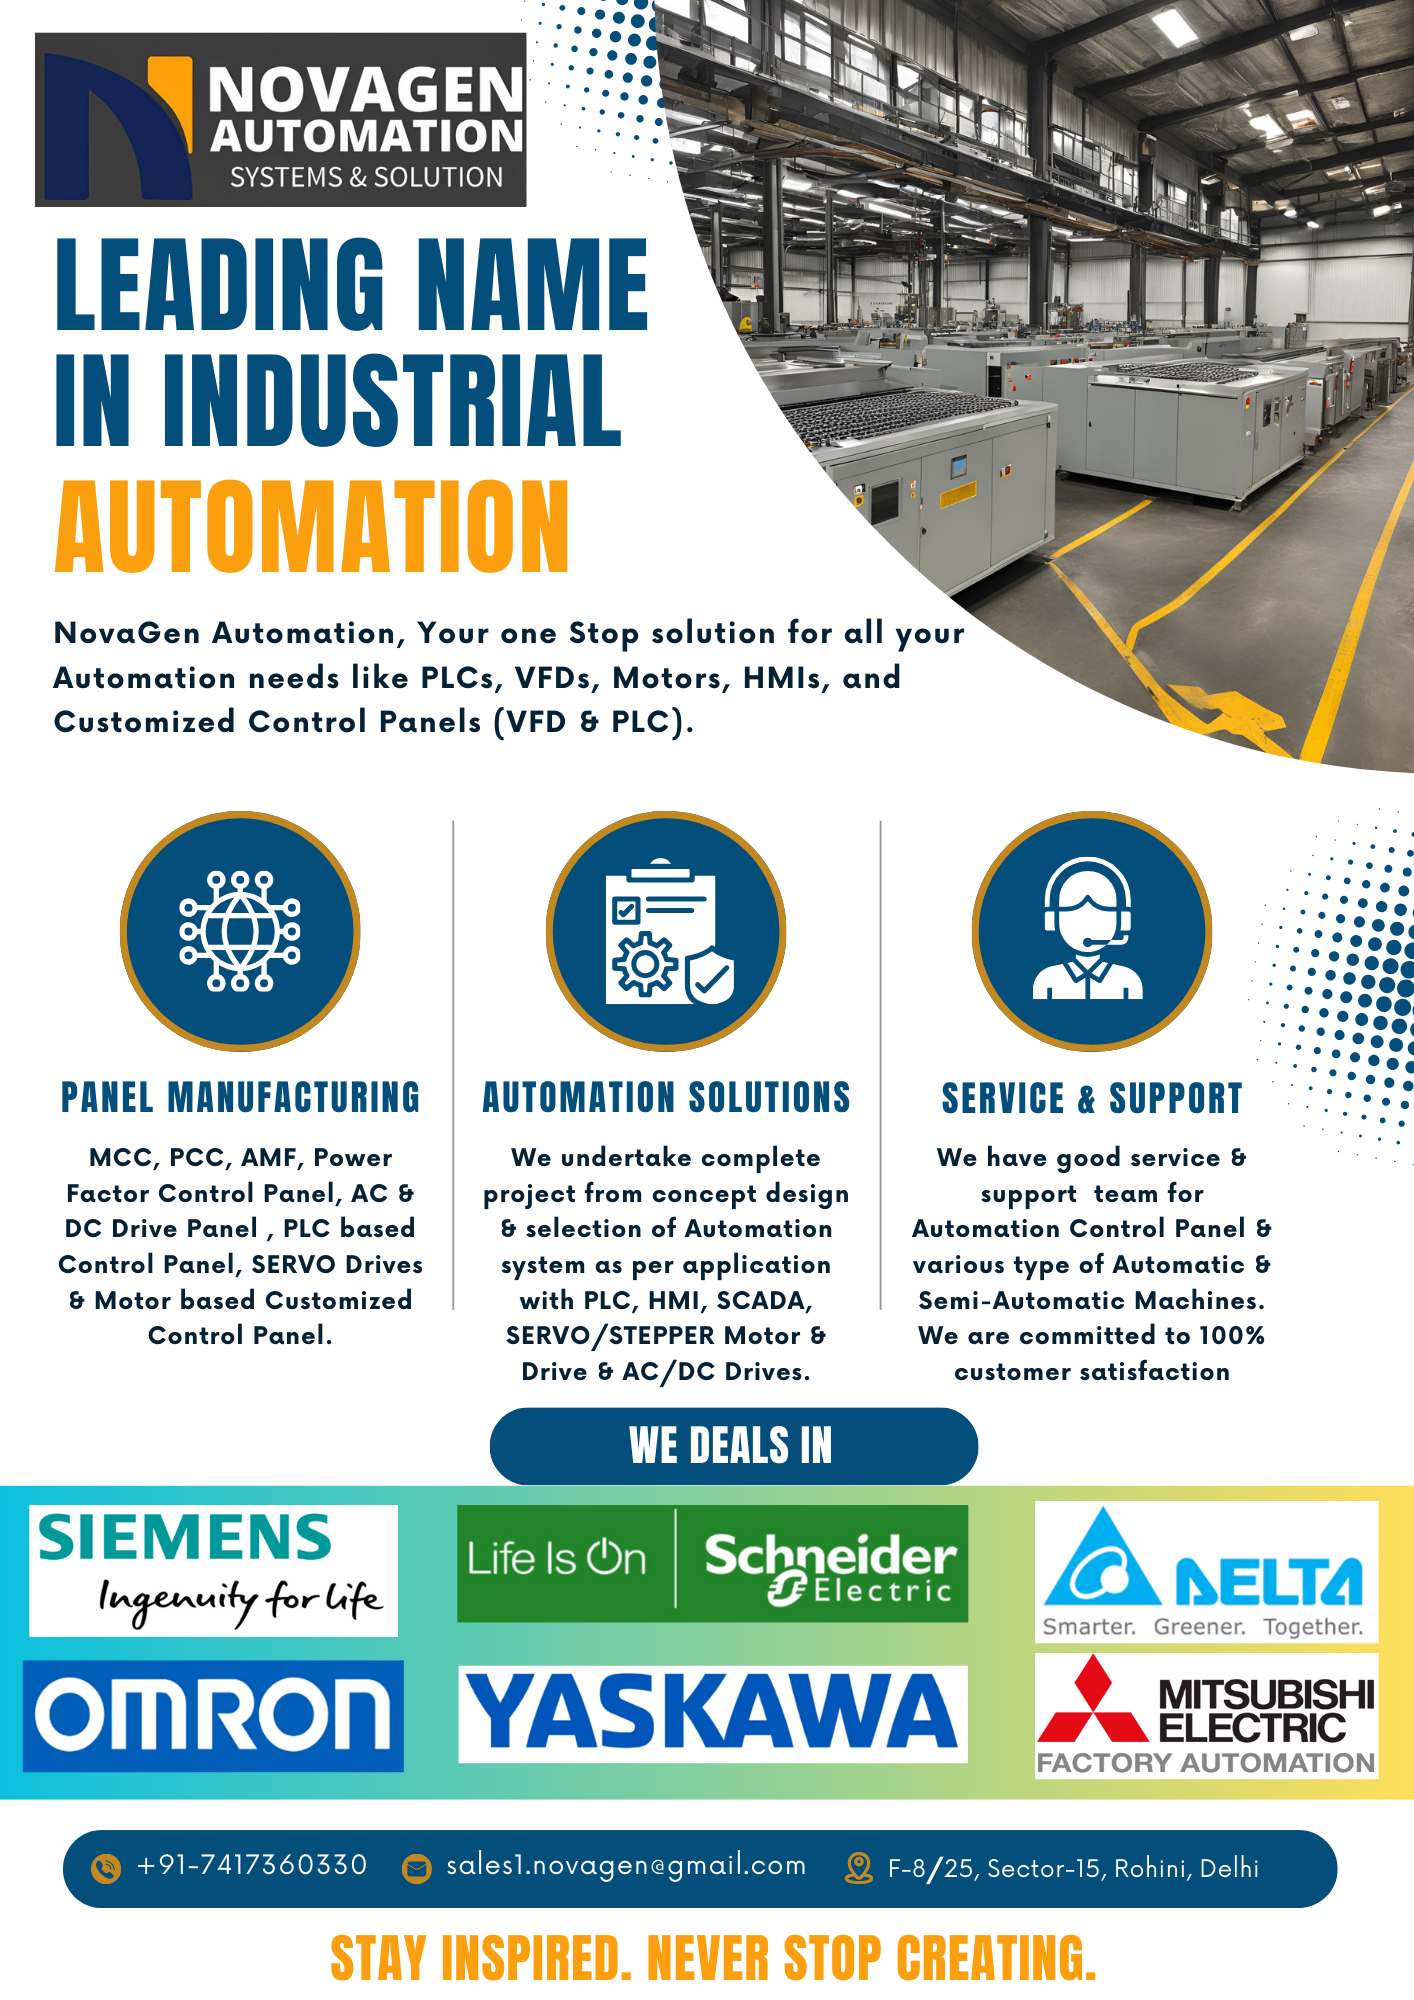 NOVAGEN
AUTOMATION
SYSTEMS & SOLUTION
LEADING NAME
IN INDUSTRIAL
AUTOMATION
NovaGen Automation, Your one Stop solution for all your
Automation needs like PLCs, VFDs, Motors, HMIs, and
Customized Control Panels (VFD & PLC).
PANEL MANUFACTURING
MCC, PCC, AMF, Power
Factor Control Panel, AC &
DC Drive Panel , PLC based
Control Panel, SERVO Drives
& Motor based Customized
Control Panel.
AUTOMATION SOLUTIONS
We undertake complete
project from concept design
& selection of Automation
system as per application
with PLC, HMI, SCADA,
SERVO/STEPPER Motor &
Drive & AC/DC Drives.
SERVICE & SUPPORT
We have good service &
support  team for
Automation Control Panel &
various type of Automatic &
Semi-Automatic Machines.
We are committed to 100%
customer satisfaction
WE DEALS IN
SIEMENS
Ingenuity for life
Life Is On
Schneider
Electric
DELTA
Smarter. Greener. Together.
OMRON
YASKAWA
MITSUBISHI
ELECTRIC
FACTORY AUTOMATION
+91-7417360330
sales1.novagen@gmail.com
F-8/25, Sector-15, Rohini, Delhi
STAY INSPIRED. NEVER STOP CREATING.